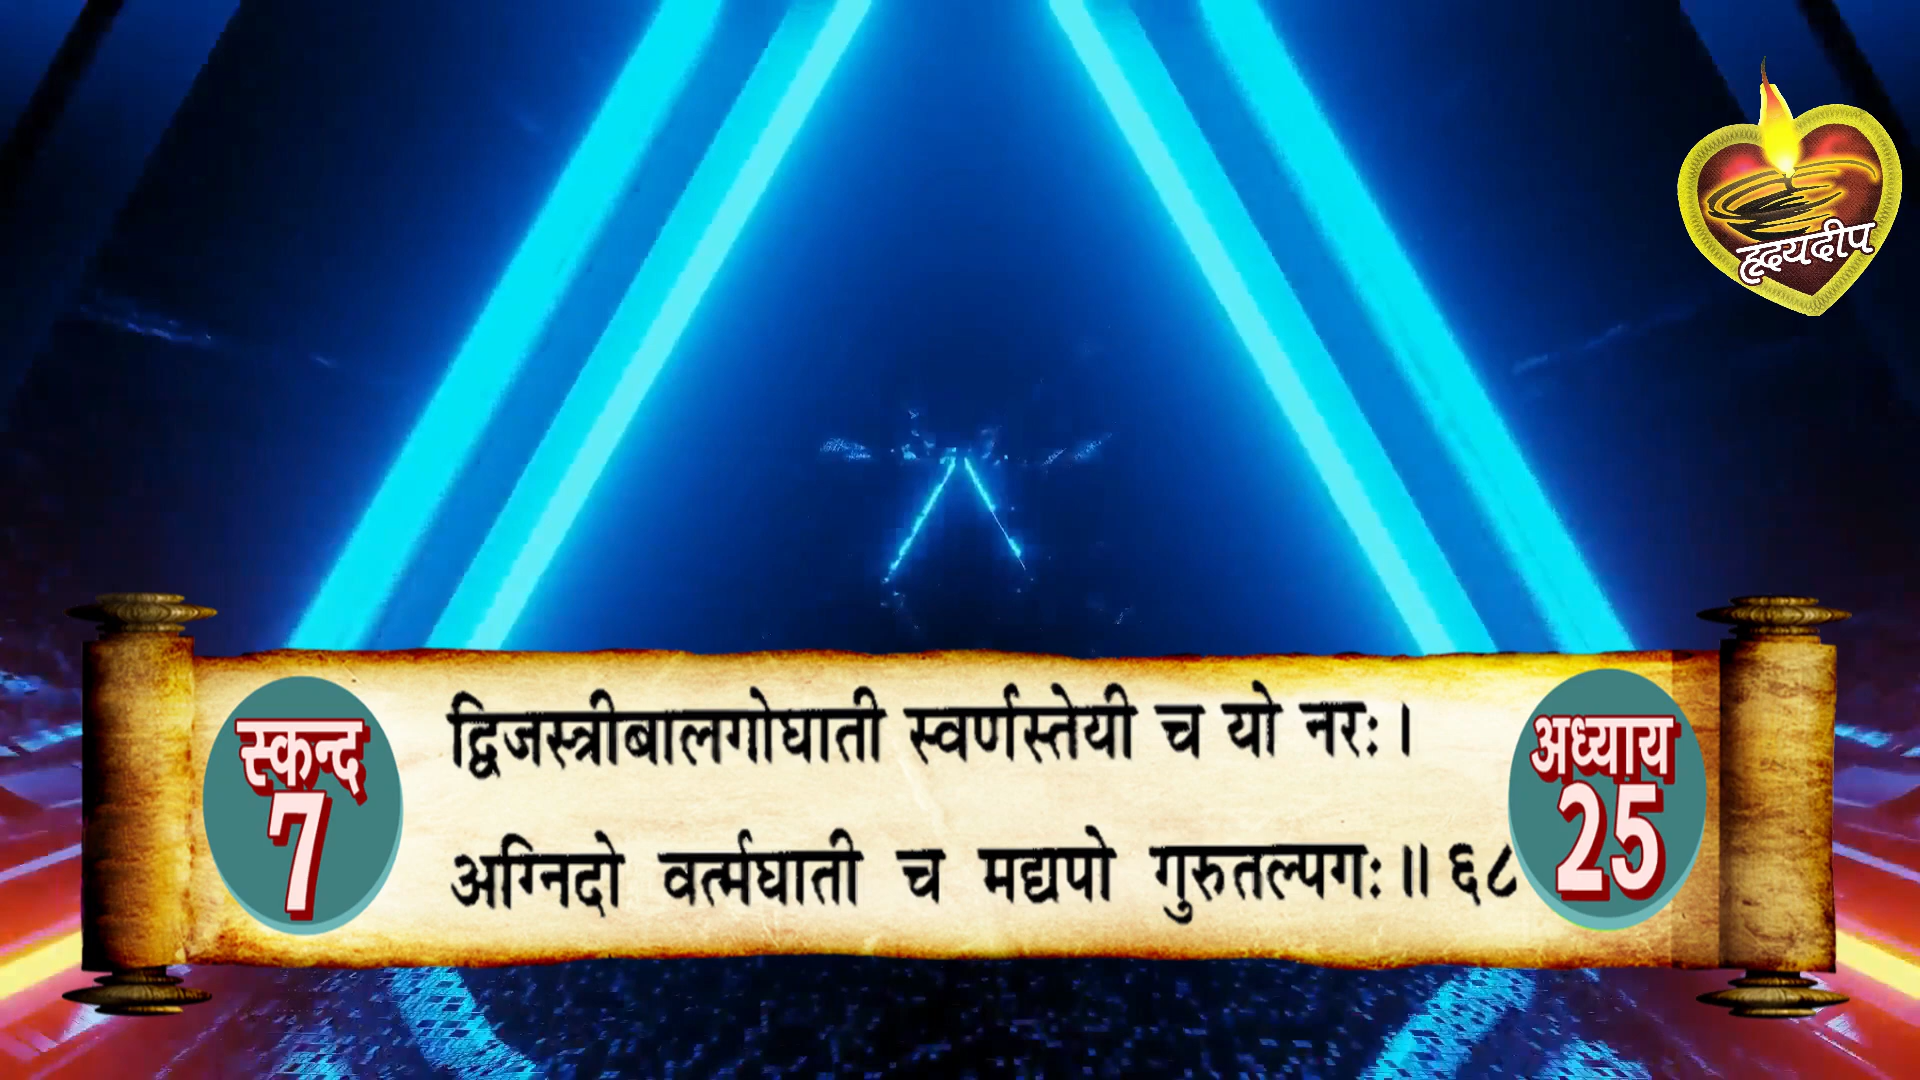 हृदयदीप
स्कन्द
7
द्विजस्त्रीबालगोघाती स्वर्णस्तेयी च यो नरः ।
अग्निदो वर्त्मघाती च मद्यपो गुरुतल्पगः ॥ ६८
अध्याय
25